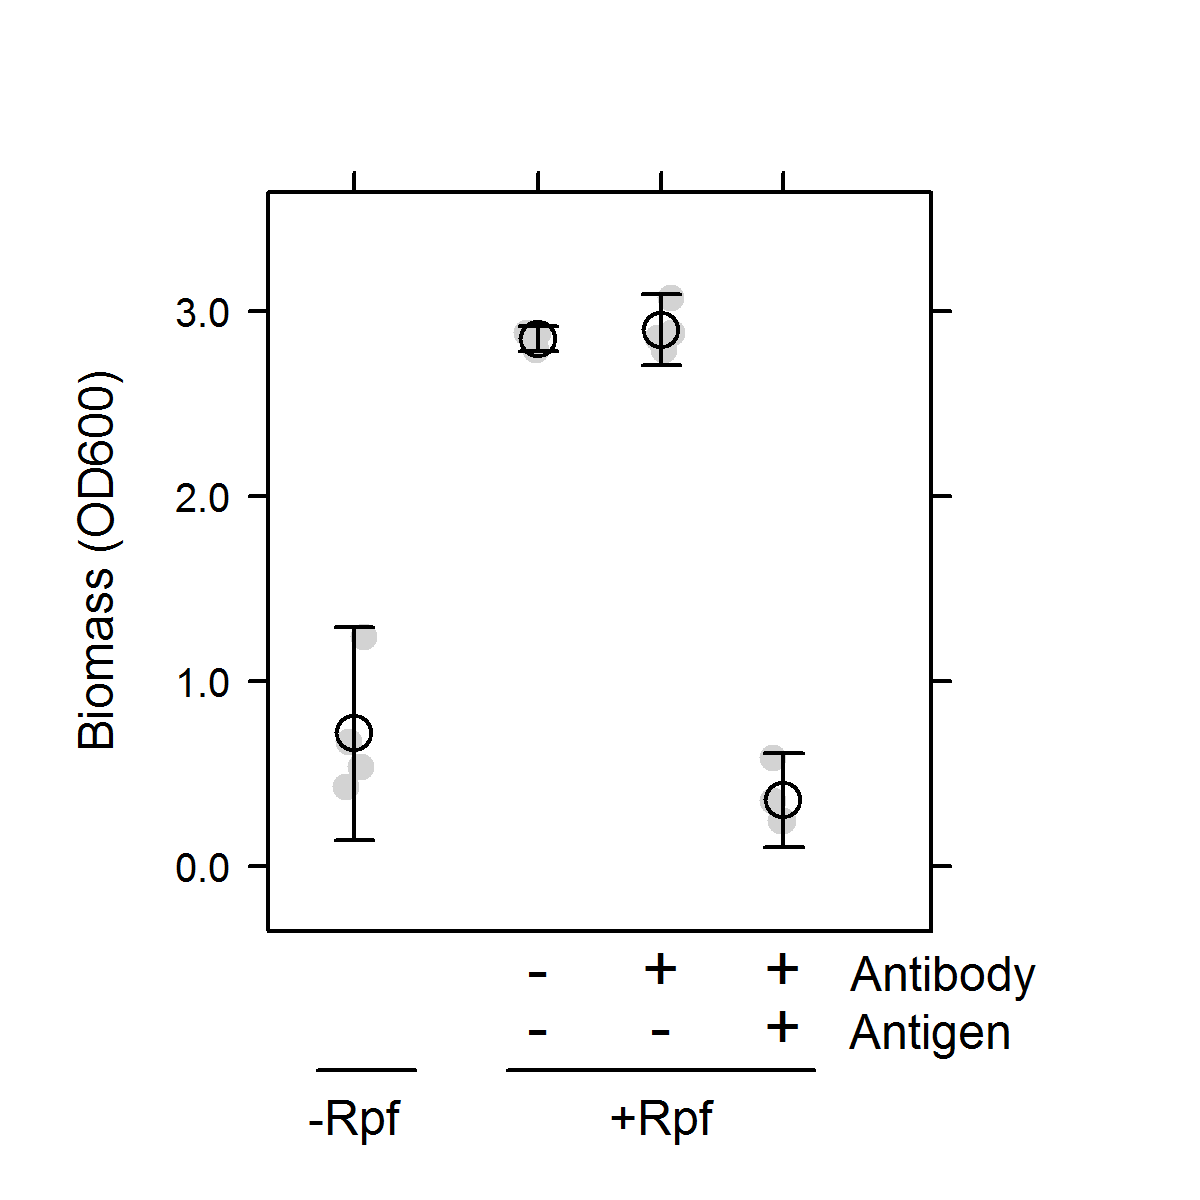 3.0
2.0
1.0
0.0
Biomass (OD600)
- + + Antibody
- - + Antigen
-Rpf +Rpf